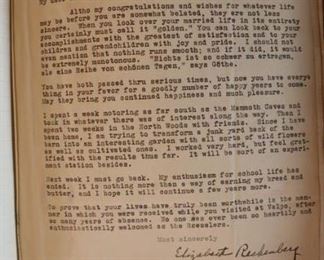 Altho my congratulations and wishes for whatever life
may be before you are somewhat belated, they are not less
sincere. When you look over your married life in its entirety
you certainly must call it "golden." You can look back to your
accomplishments with the greatest of satisfaction and to your
children and grandchildren with joy and pride. I should not
even mention that nothing runs smooth; and if it did, it would
be extremely monotonous. "Nichts ist so schwer zu ertragen,
als eine Reihe von schönen Tagen," says Gothe.
You have both passed thru serious times, but now you have every
thing in your favor for a goodly number of happy years to come.
May they bring you continued happiness and much pleasure.
I spent a week motoring as far south as the Mammoth Caves and
took in whatever there was of interest along the way. Then I
spent two weeks in the North Woods with friends. Since I have
been home, I am trying to transform a junk yard back of the
barn into an interesting garden with all sorts of wild flowers
as well as cultivated ones. I worked very hard, but feel grat-
ified with the results thus far. It will be sort of an experi-
ment station besides.
Next week I must go back. My enthusiasm for school life has
ended. It is nothing more than a way of earning my bread and
butter, and I hope it will continue a few years more.
To prove that your lives have truly been worthwhile is the man-
ner in which you were received while you visited at Valpo, after
so many years of absence. No one was ever been so heartily and
enthusiastically welcomed as the Roesslers.
Most sincerely
Elizabeth